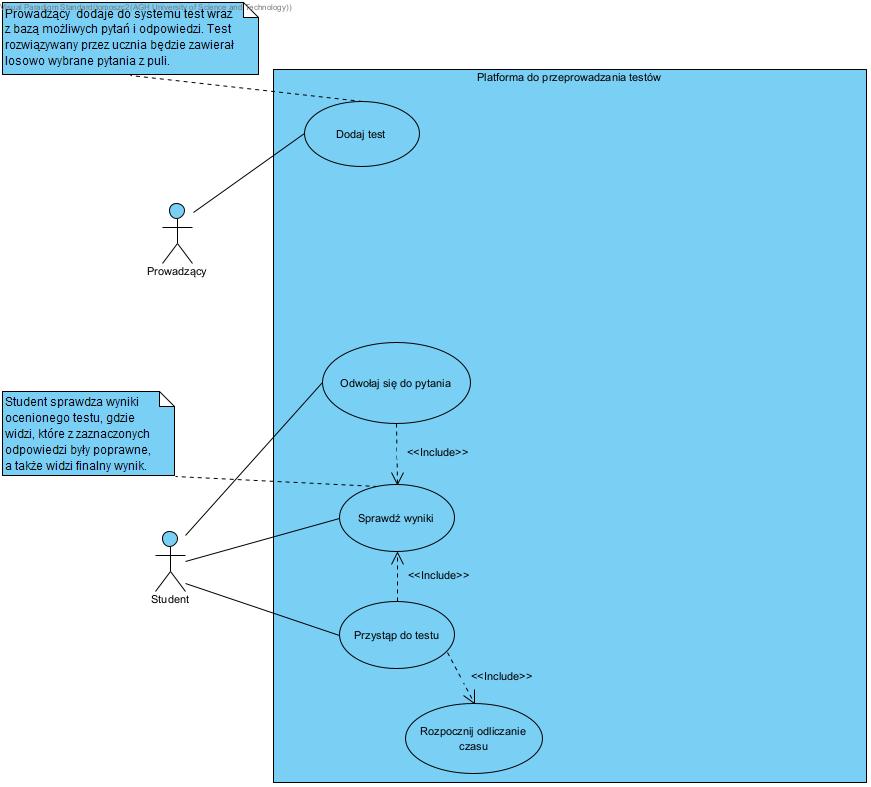 Visual Paradigm Standard(AGH University of Science and Technology))
Prowadzący dodaje do systemu test wraz
z bazą możliwych pytań i odpowiedzi. Test
rozwiązywany przez ucznia będzie zawierał
losowo wybrane pytania z puli.
Platforma do przeprowadzania testów
Dodaj test
Prowadzący
Odwołaj się do pytania
Student sprawdza wyniki
ocenionego testu, gdzie
widzi, które z zaznaczonych
odpowiedzi były poprawne,
a także widzi finalny wynik.
<<Include>>
Sprawdź wyniki
Student
<<Include>>
Przystąp do testu
<<Include>>
Rozpocznij odliczanie
czasu